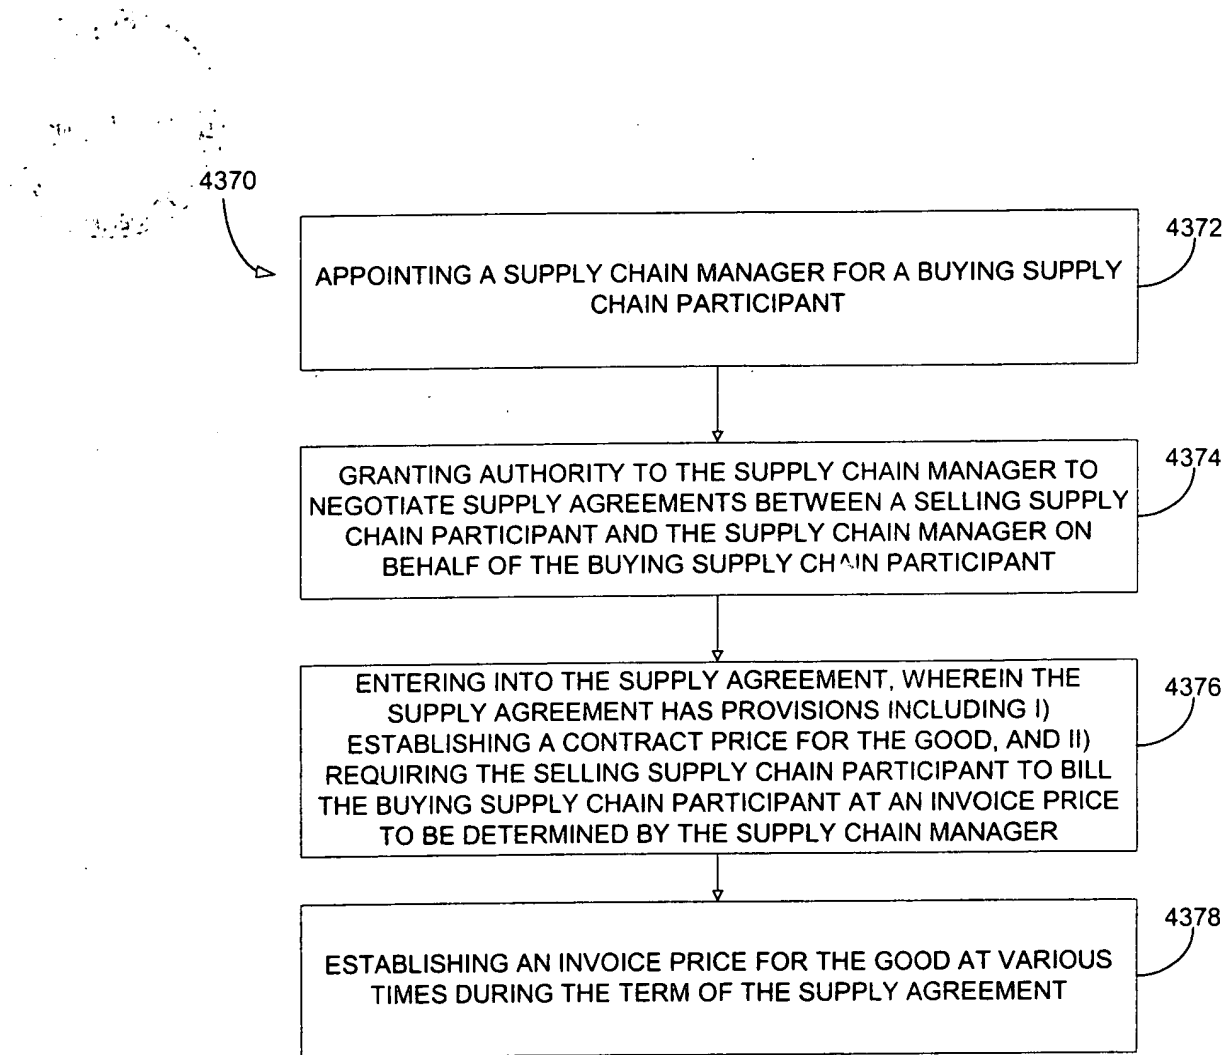 4370
4372
APPOINTING A SUPPLY CHAIN MANAGER FOR A BUYING SUPPLY
CHAIN PARTICIPANT
4374
GRANTING AUTHORITY TO THE SUPPLY CHAIN MANAGER TO
NEGOTIATE SUPPLY AGREEMENTS BETWEEN A SELLING SUPPLY
CHAIN PARTICIPANT AND THE SUPPLY CHAIN MANAGER ON
BEHALF OF THE BUYING SUPPLY CHAIN PARTICIPANT
4376
ENTERING INTO THE SUPPLY AGREEMENT, WHEREIN THE
SUPPLY AGREEMENT HAS PROVISIONS INCLUDING I)
ESTABLISHING A CONTRACT PRICE FOR THE GOOD, AND II)
REQUIRING THE SELLING SUPPLY CHAIN PARTICIPANT TO BILL
THE BUYING SUPPLY CHAIN PARTICIPANT AT AN INVOICE PRICE
TO BE DETERMINED BY THE SUPPLY CHAIN MANAGER
4378
ESTABLISHING AN INVOICE PRICE FOR THE GOOD AT VARIOUS
TIMES DURING THE TERM OF THE SUPPLY AGREEMENT